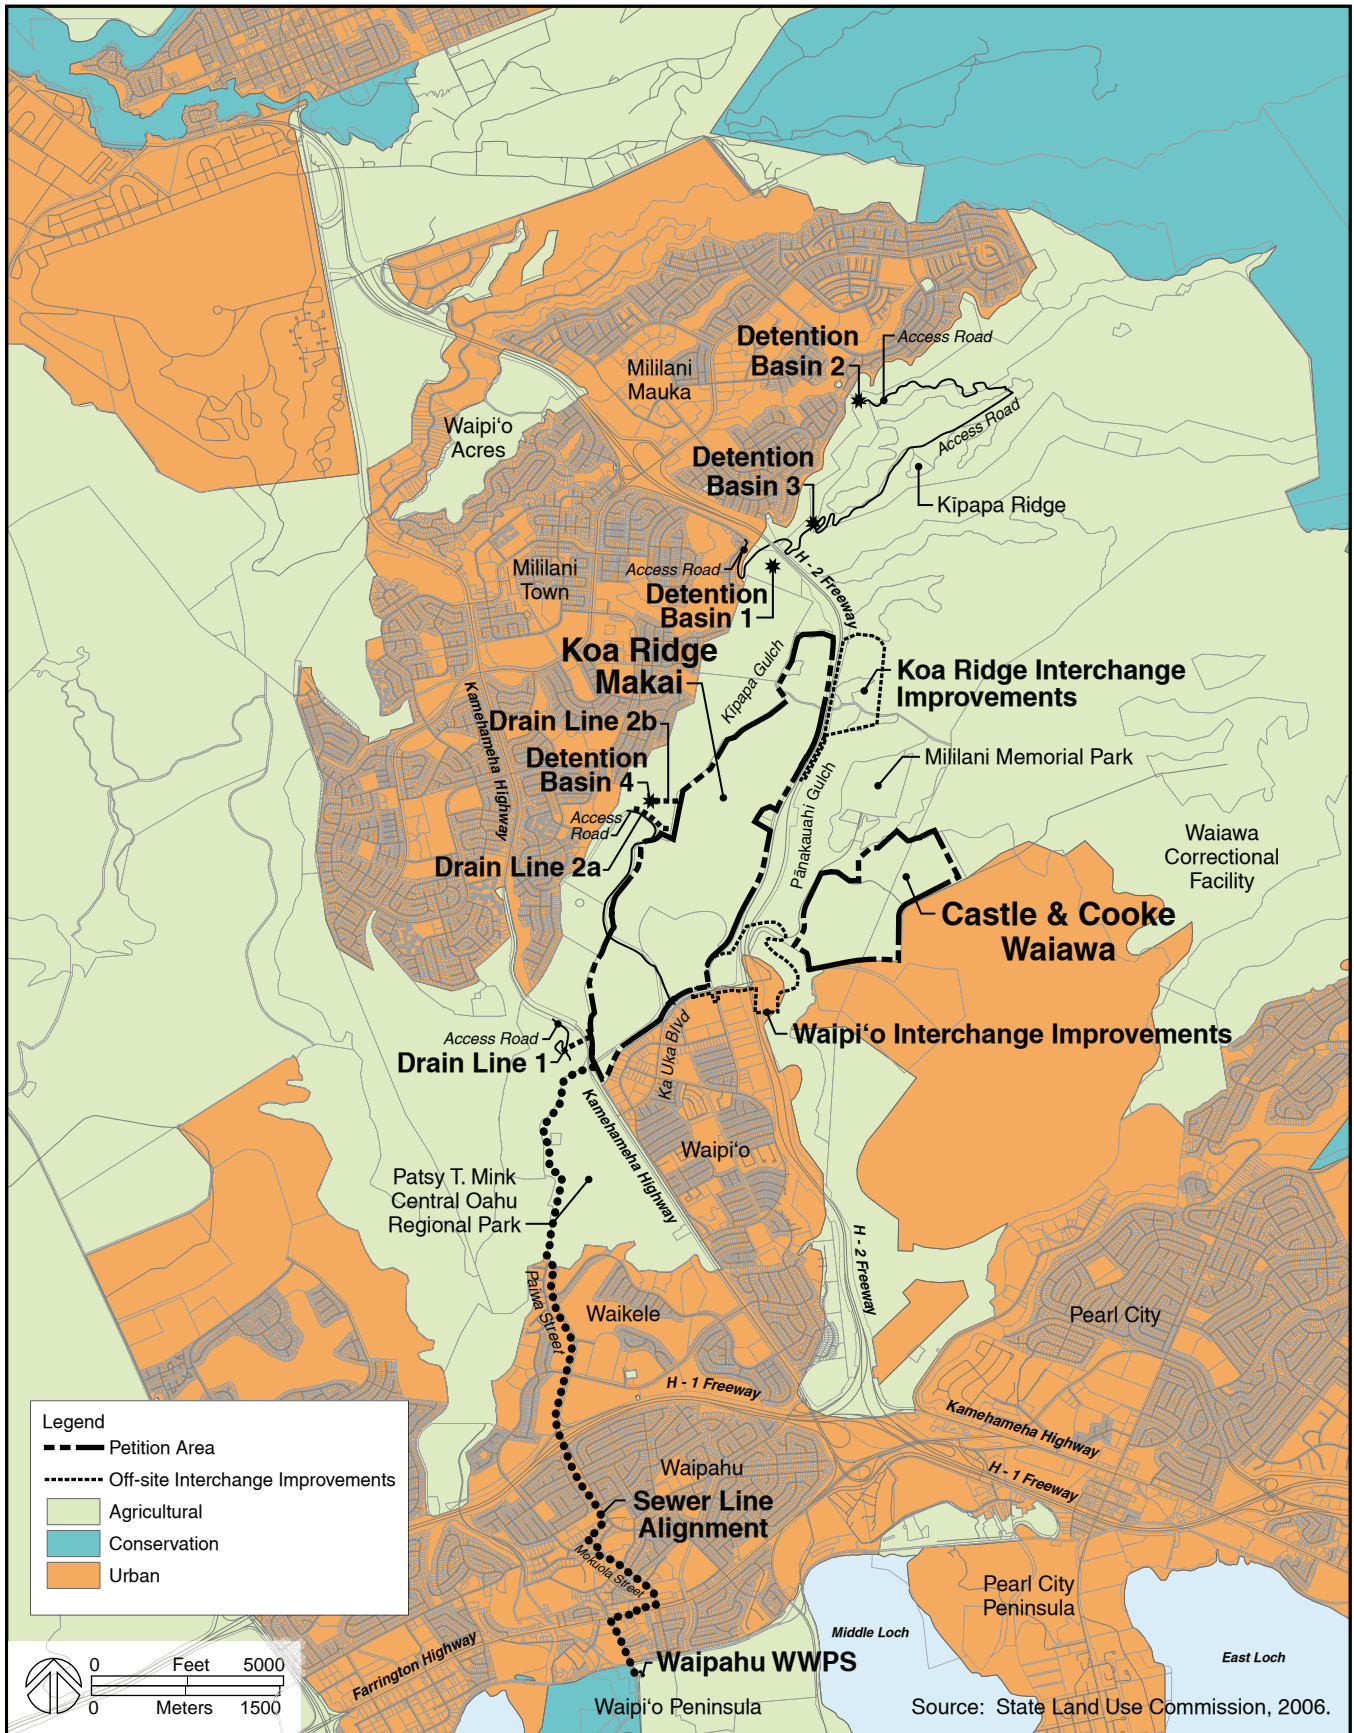 Detention
Basin 2
Access Road
Mililani
Mauka
Access Road
Waipi‘o
Acres
Detention
Basin 3
Kīpapa Ridge
H - 2 Freeway
Mililani
Town
Access Road
Detention
Basin 1
Koa Ridge
Makai
Kīpapa Gulch
Koa Ridge Interchange
Improvements
Kamehameha Highway
Drain Line 2b
Detention
Basin 4
Mililani Memorial Park
Pānakauahi Gulch
Access
Road
Waiawa
Correctional
Facility
Drain Line 2a
Castle & Cooke
Waiawa
Access Road
Drain Line 1
Ka Uka Blvd
Waipi‘o Interchange Improvements
Kamehameha Highway
Waipi‘o
Patsy T. Mink
Central Oahu
Regional Park
H - 2 Freeway
Paiwa Street
Waikele
Pearl City
H - 1 Freeway
Kamehameha Highway
Legend
Petition Area
Off-site Interchange Improvements
Agricultural
Conservation
Urban
Waipahu
H - 1 Freeway
Sewer Line
Alignment
Mokuola Street
Pearl City
Peninsula
Middle Loch
East Loch
Farrington Highway
Waipahu WWPS
0 Feet 5000
0 Meters 1500
Waipi‘o Peninsula
Source: State Land Use Commission, 2006.